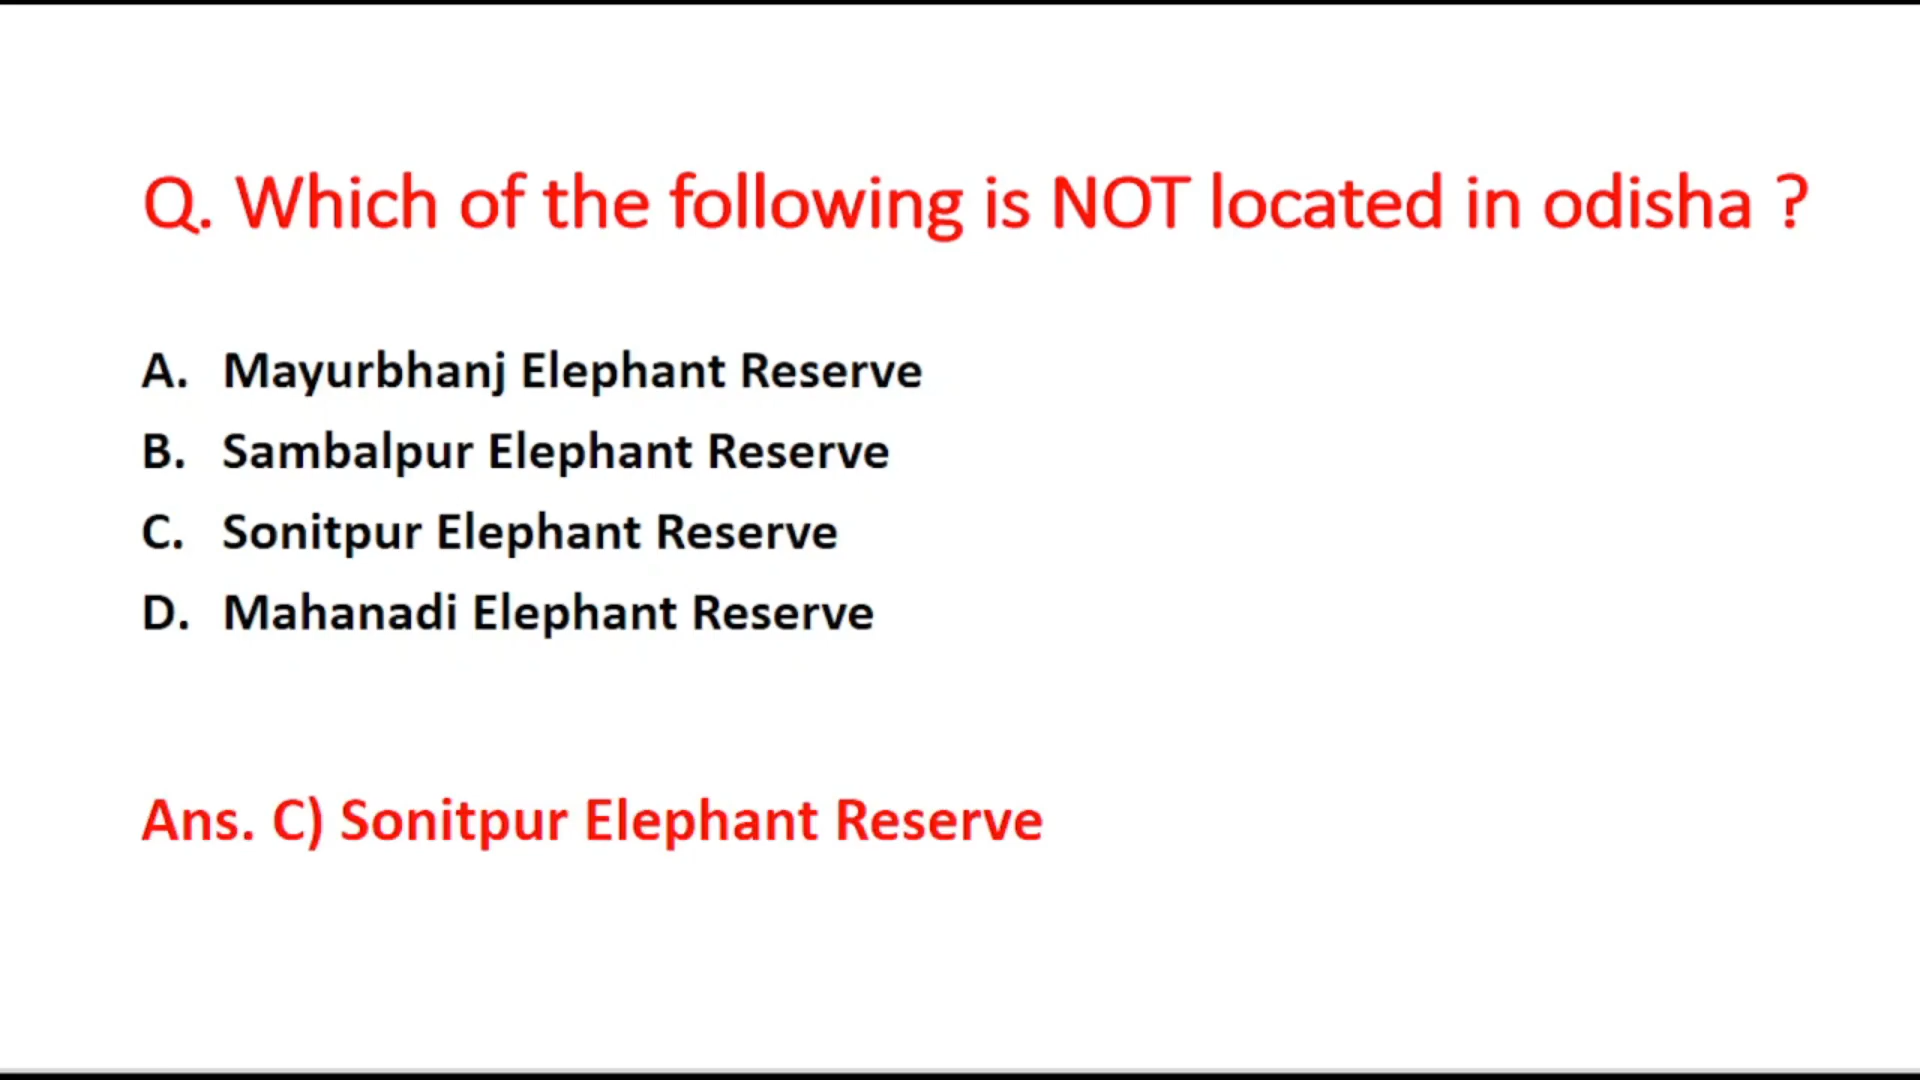 Q. Which of the following is NOT located in odisha ?
A. Mayurbhanj Elephant Reserve
B. Sambalpur Elephant Reserve
C. Sonitpur Elephant Reserve
D. Mahanadi Elephant Reserve
Ans. C) Sonitpur Elephant Reserve